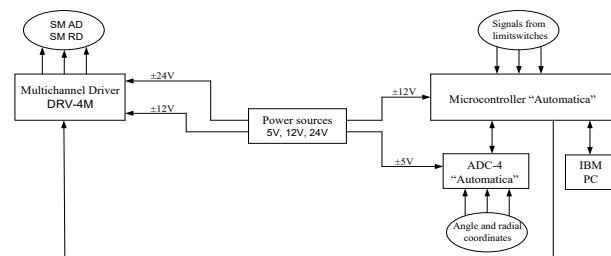 SM AD
SM RD
Signals from
limitswitches
±24V
±12V
±12V
Multichannel Driver
DRV-4M
Power sources
5V, 12V, 24V
Microcontroller “Automatica”
±5V
ADC-4
“Automatica”
IBM
PC
Angle and radial
coordinates